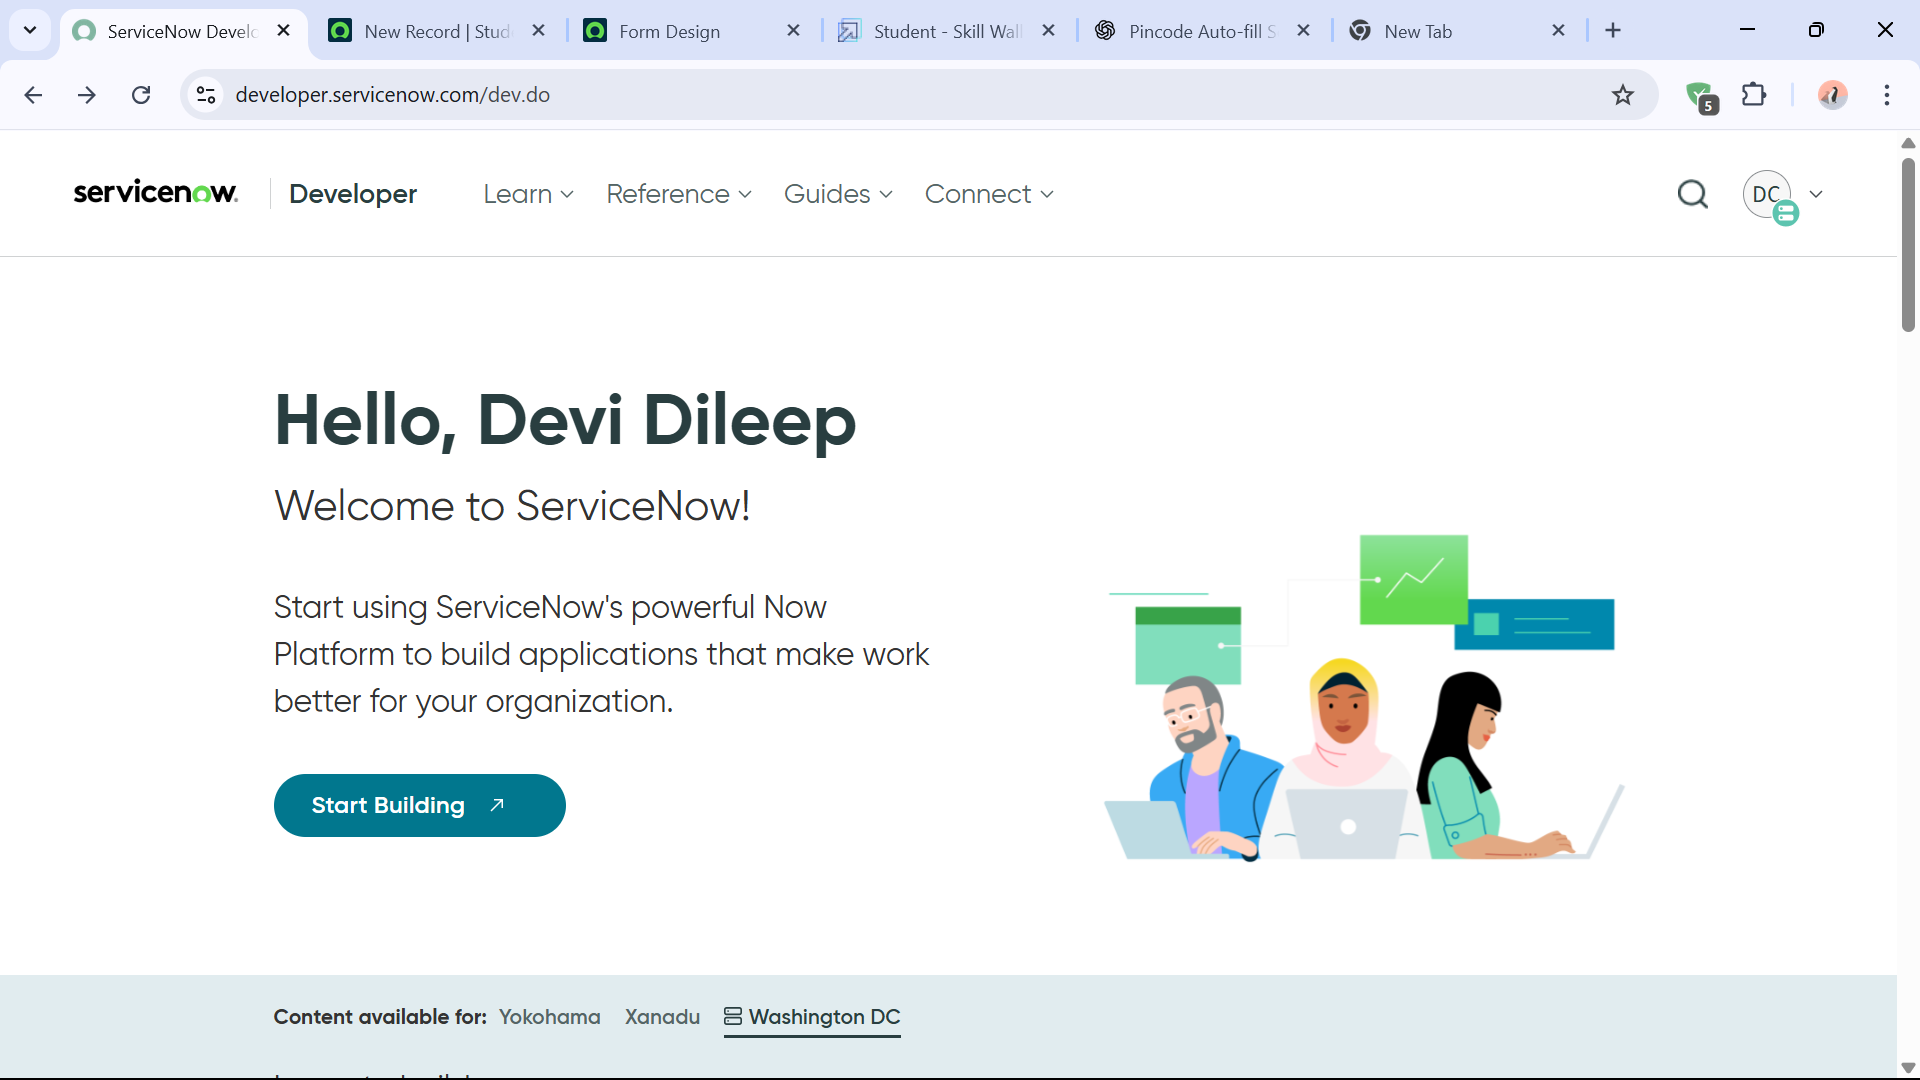 ServiceNow Develo
New Record | Stud
Form Design
Student - Skill Wall
Pincode Auto-fill S
New Tab
developer.servicenow.com/dev.do
5
servicenow
Developer
Learn
Reference
Guides
Connect
DC
Hello, Devi Dileep
Welcome to ServiceNow!
Start using ServiceNow's powerful Now
Platform to build applications that make work
better for your organization.
Start Building
Content available for: Yokohama Xanadu Washington DC